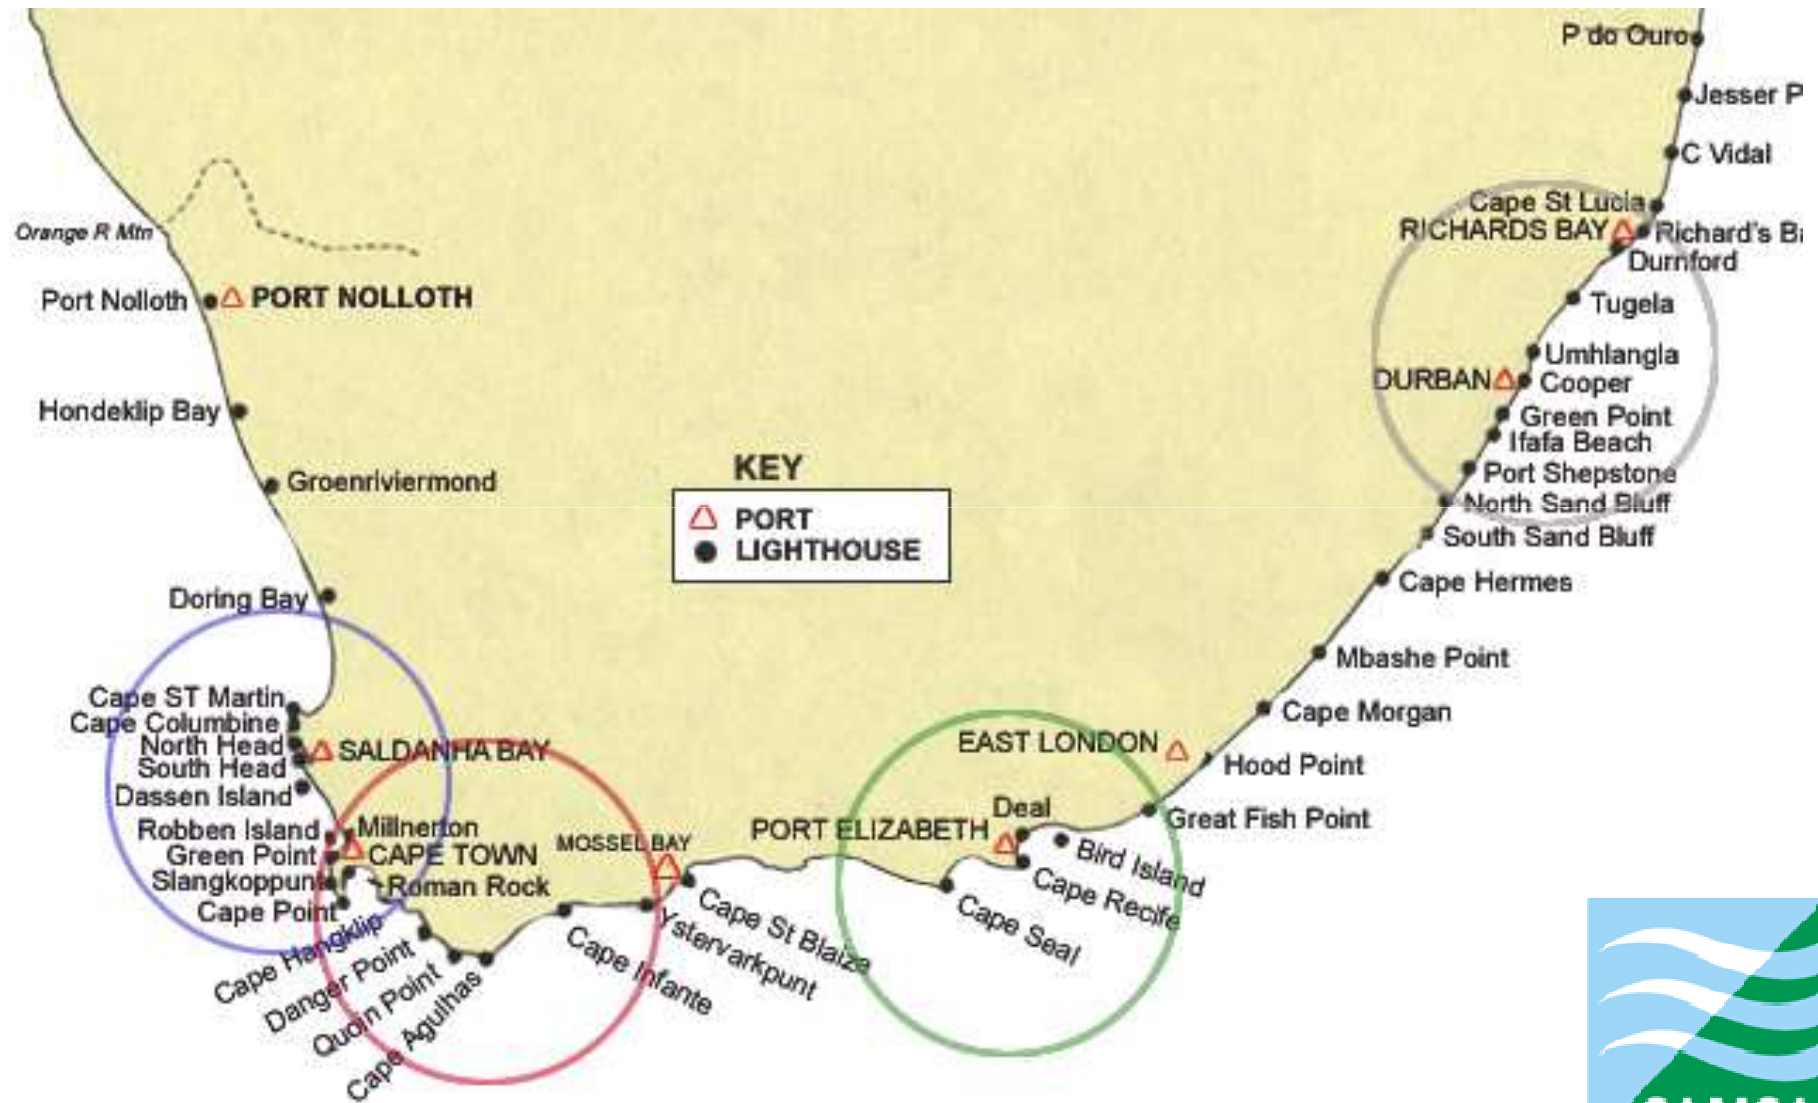 P do Ouro
Jesser P
C Vidal
Cape St Lucia
RICHARDS BAY
Richard's Ba
Durnford
Orange R Mtn
Port Nolloth
PORT NOLLOTH
Tugela
Umhlangla
DURBAN
Cooper
Hondeklip Bay
Green Point
Ifafa Beach
KEY
Port Shepstone
Groenriviermond
North Sand Bluff
PORT
LIGHTHOUSE
South Sand Bluff
Cape Hermes
Doring Bay
Mbashe Point
Cape ST Martin
Cape Columbine
Cape Morgan
North Head
SALDANHA BAY
EAST LONDON
South Head
Hood Point
Dassen Island
Deal
Great Fish Point
Robben Island
Millnerton
PORT ELIZABETH
MOSSEL BAY
Green Point
CAPE TOWN
Bird Island
Slangkoppunt
Roman Rock
Cape Recife
Cape Point
Cape Seal
Cape St Blaize
Ystervarkpunt
Cape Infante
Cape Hangklip
Danger Point
Quoin Point
Cape Agulhas